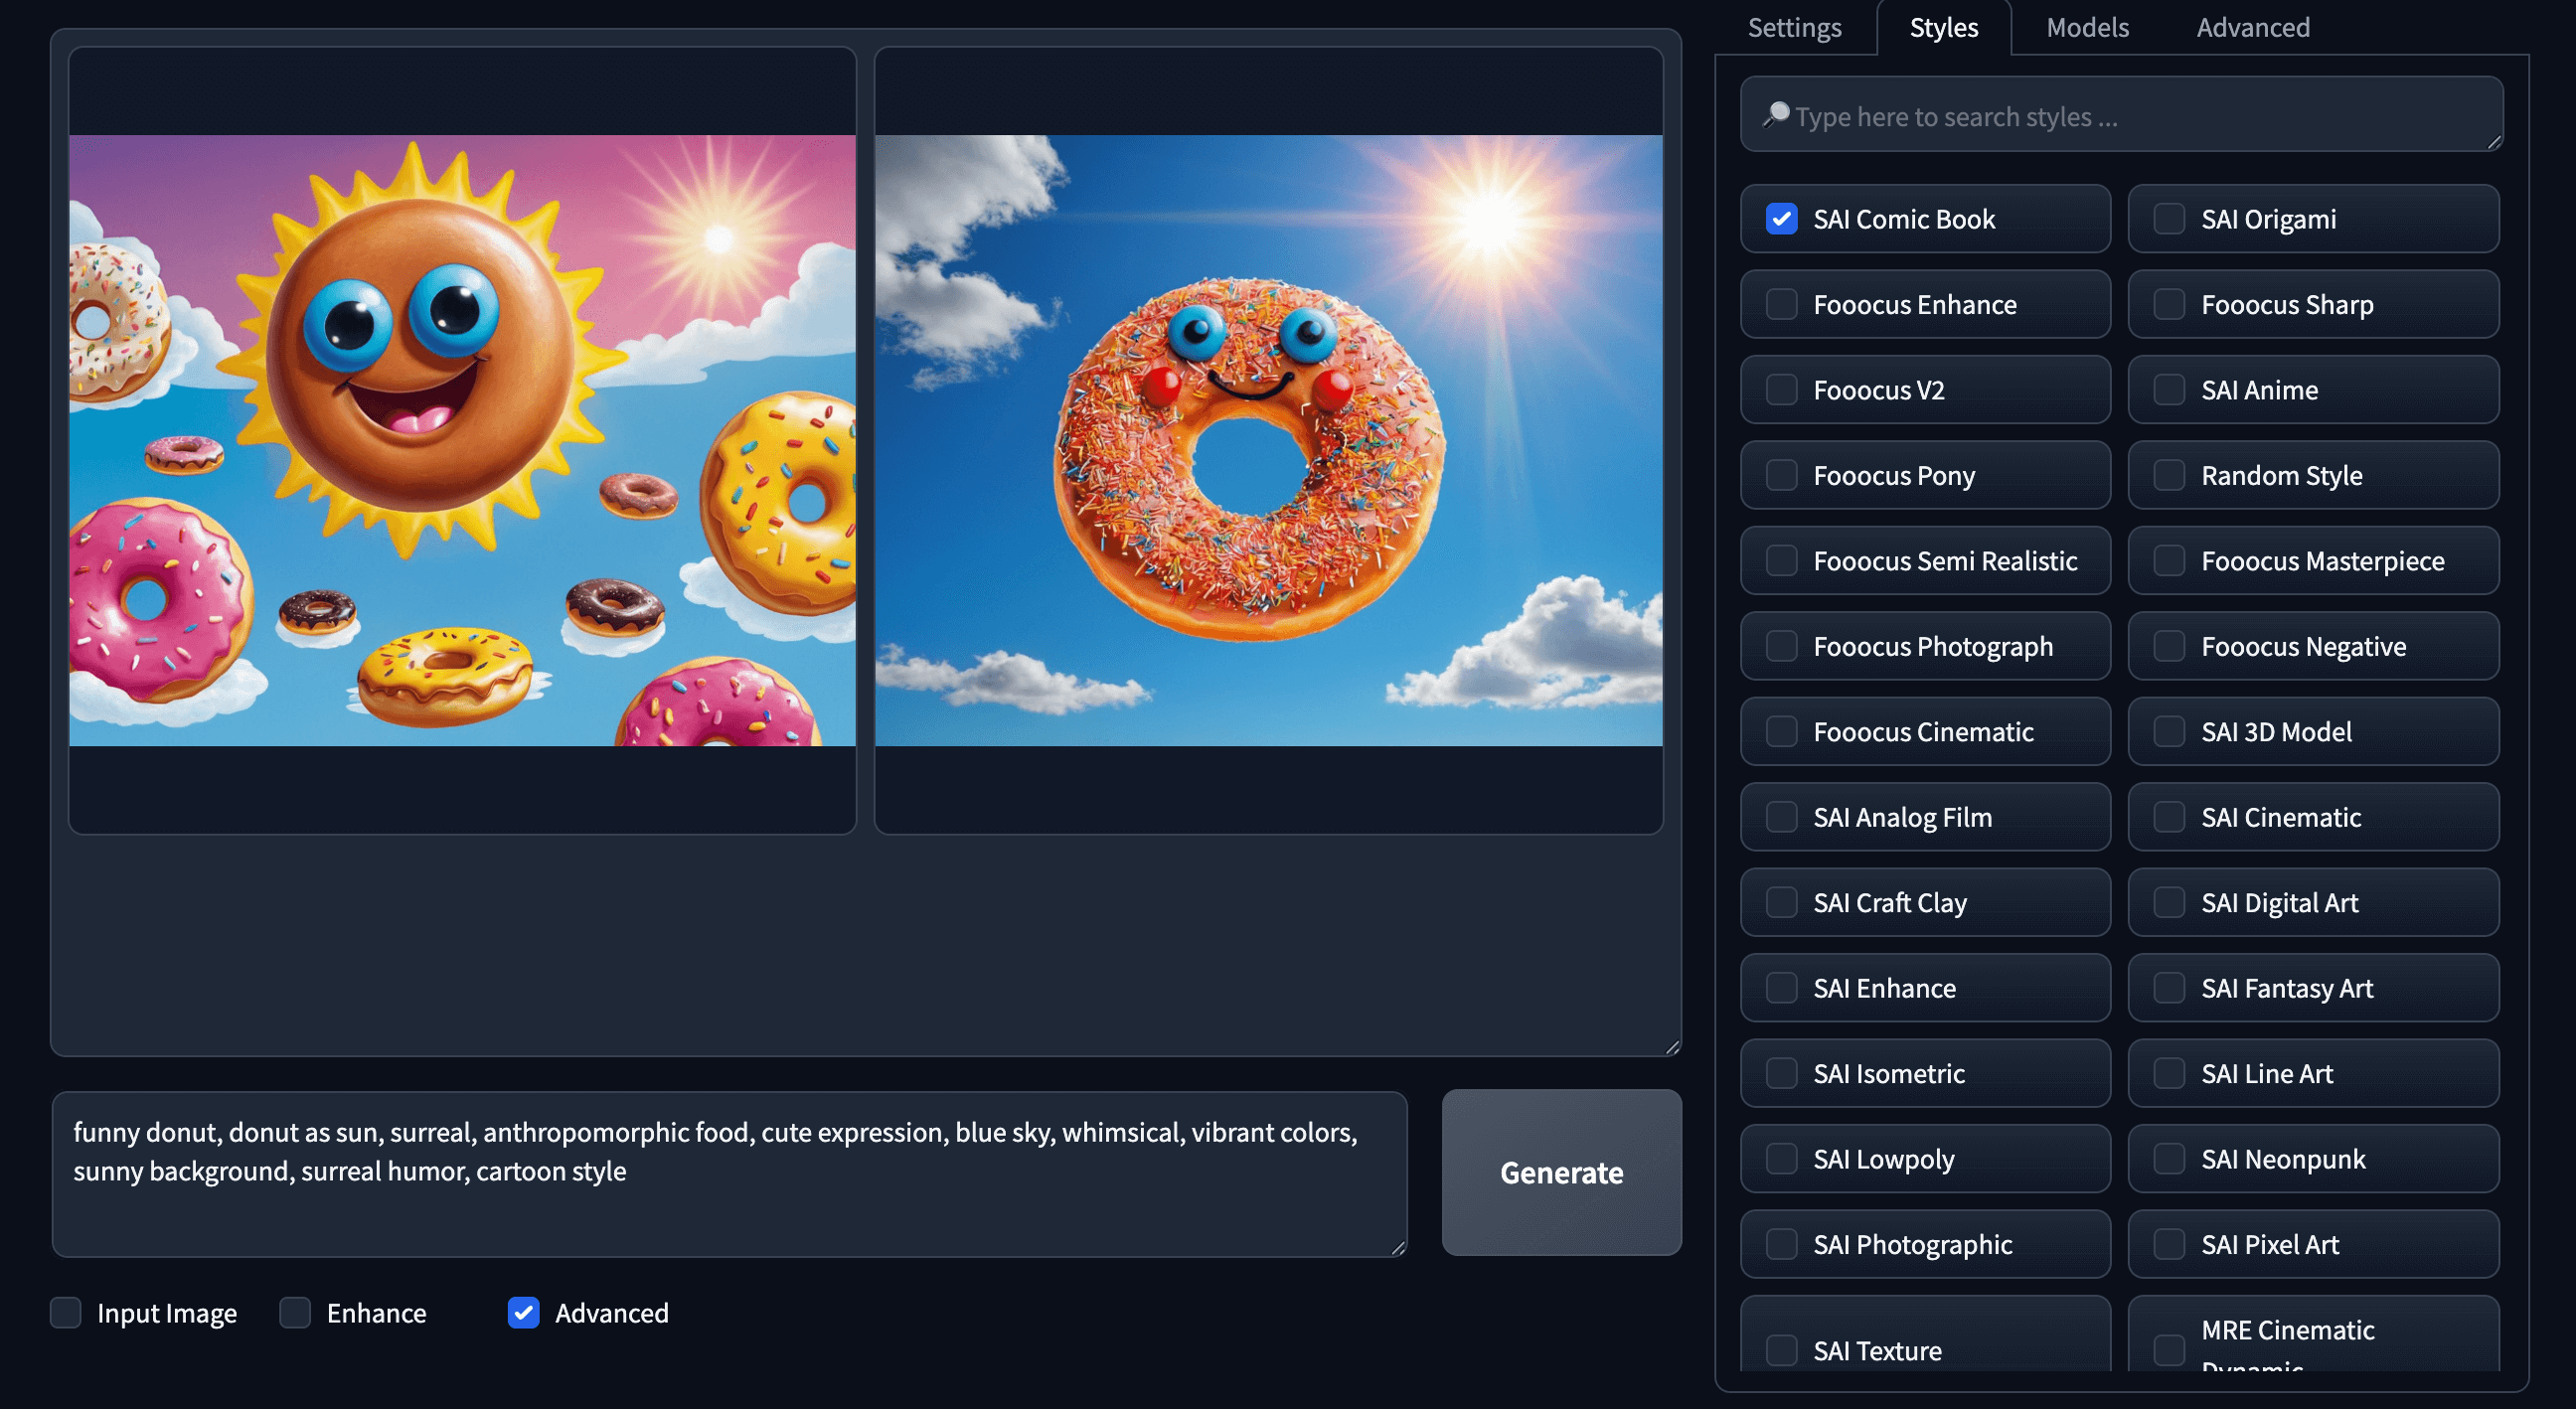 Settings
Styles
Models
Advanced
Type here to search styles ...
SAI Comic Book
SAI Origami
Fooocus Enhance
Fooocus Sharp
Fooocus V2
SAI Anime
Fooocus Pony
Random Style
Fooocus Semi Realistic
Fooocus Masterpiece
Fooocus Photograph
Fooocus Negative
Fooocus Cinematic
SAI 3D Model
SAI Analog Film
SAI Cinematic
SAI Craft Clay
SAI Digital Art
SAI Enhance
SAI Fantasy Art
SAI Isometric
SAI Line Art
SAI Lowpoly
SAI Neonpunk
SAI Photographic
SAI Pixel Art
SAI Texture
MRE Cinematic
Dynamic
funny donut, donut as sun, surreal, anthropomorphic food, cute expression, blue sky, whimsical, vibrant colors,
sunny background, surreal humor, cartoon style
Generate
Input Image
Enhance
Advanced